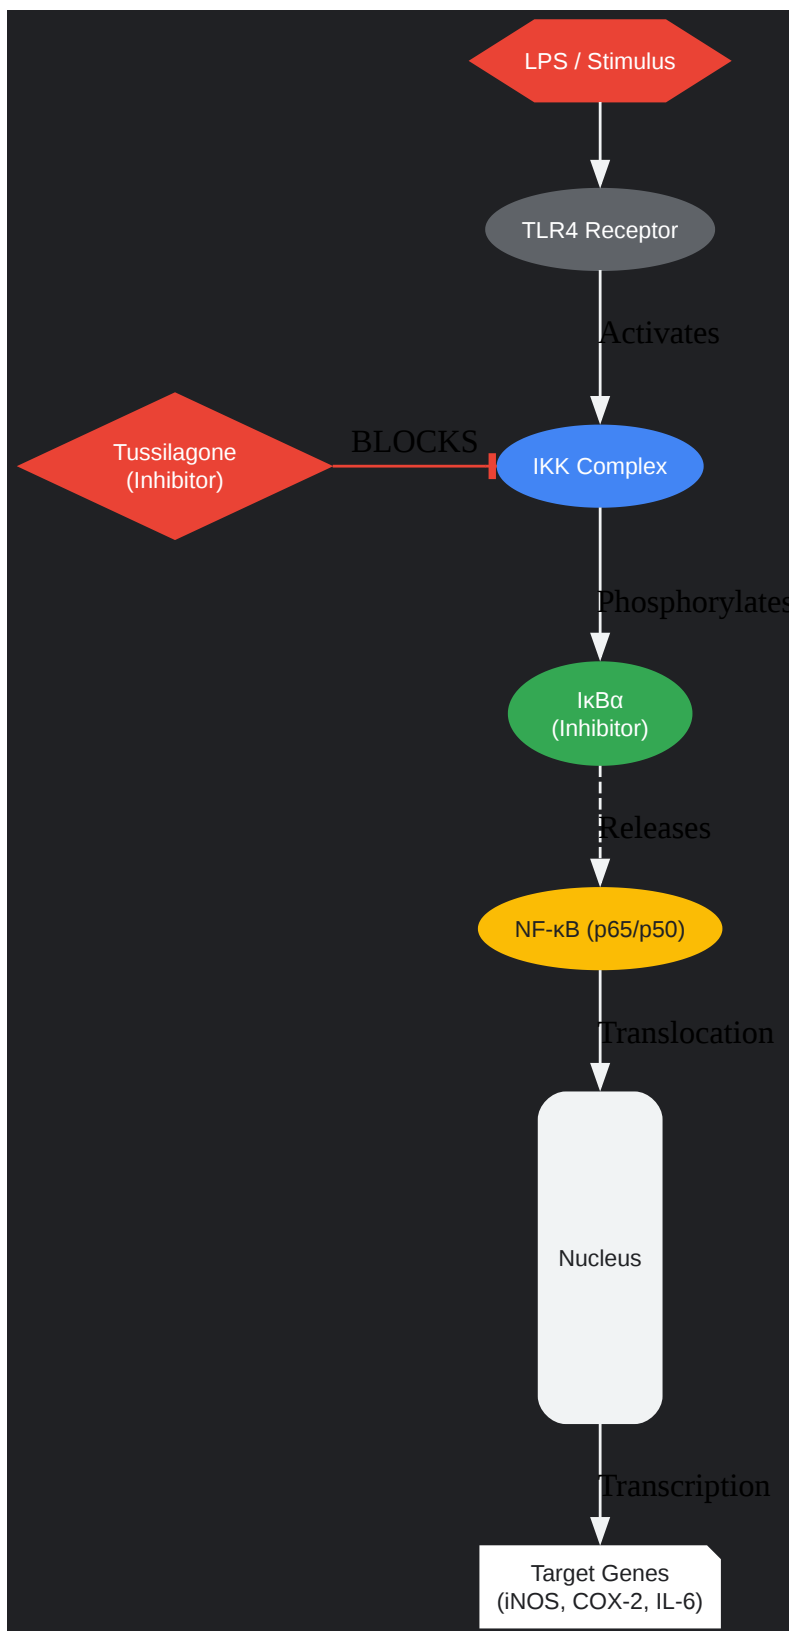 LPS / Stimulus
TLR4 Receptor
Activates
BLOCKS
Tussilagone
(Inhibitor)
IKK Complex
Phosphorylates
IκBα
(Inhibitor)
Releases
NF-κB (p65/p50)
Translocation
Nucleus
Transcription
Target Genes
(iNOS, COX-2, IL-6)